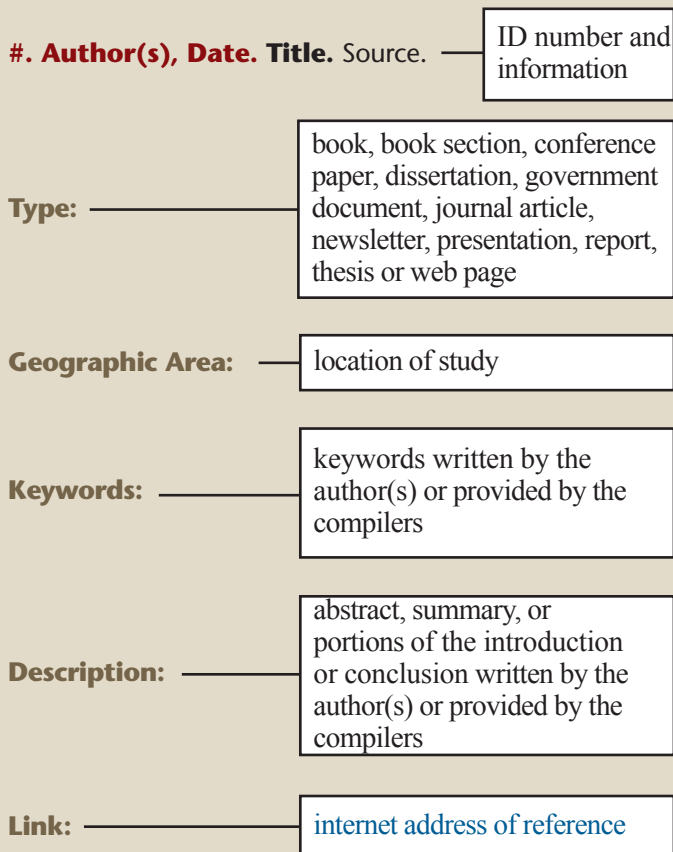 #. Author(s), Date. Title. Source.
ID number and
information
Type:
book, book section, conference
paper, dissertation, government
document, journal article,
newsletter, presentation, report,
thesis or web page
Geographic Area:
location of study
Keywords:
keywords written by the
author(s) or provided by the
compilers
Description:
abstract, summary, or
portions of the introduction
or conclusion written by the
author(s) or provided by the
compilers
Link:
internet address of reference